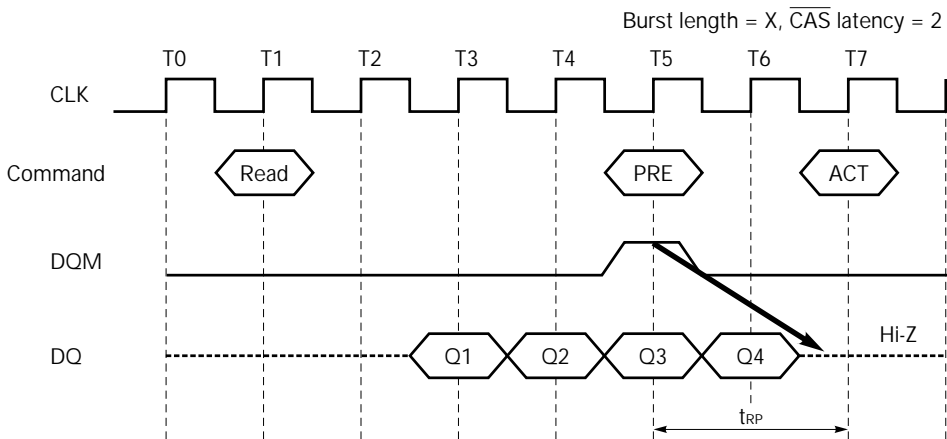 Burst length = X, CAS latency = 2
T0 T1 T2 T3 T4 T5 T6 T7
CLK
Command Read PRE ACT
DQM
Hi-Z
DQ Q1 Q2 Q3 Q4
tRP